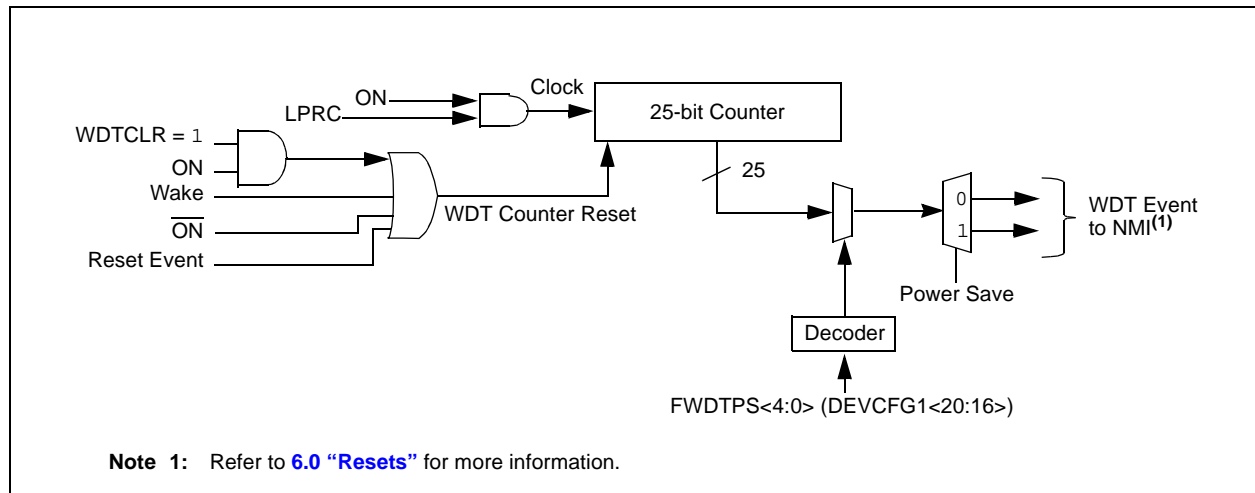 ON
Clock
LPRC
25-bit Counter
WDTCLR = 1
ON
25
Wake
WDT Counter Reset
0
1
WDT Event
to NMI(1)
O̅N̅
Reset Event
Power Save
Decoder
FWDTPS<4:0> (DEVCFG1<20:16>)
Note 1: Refer to 6.0 “Resets” for more information.